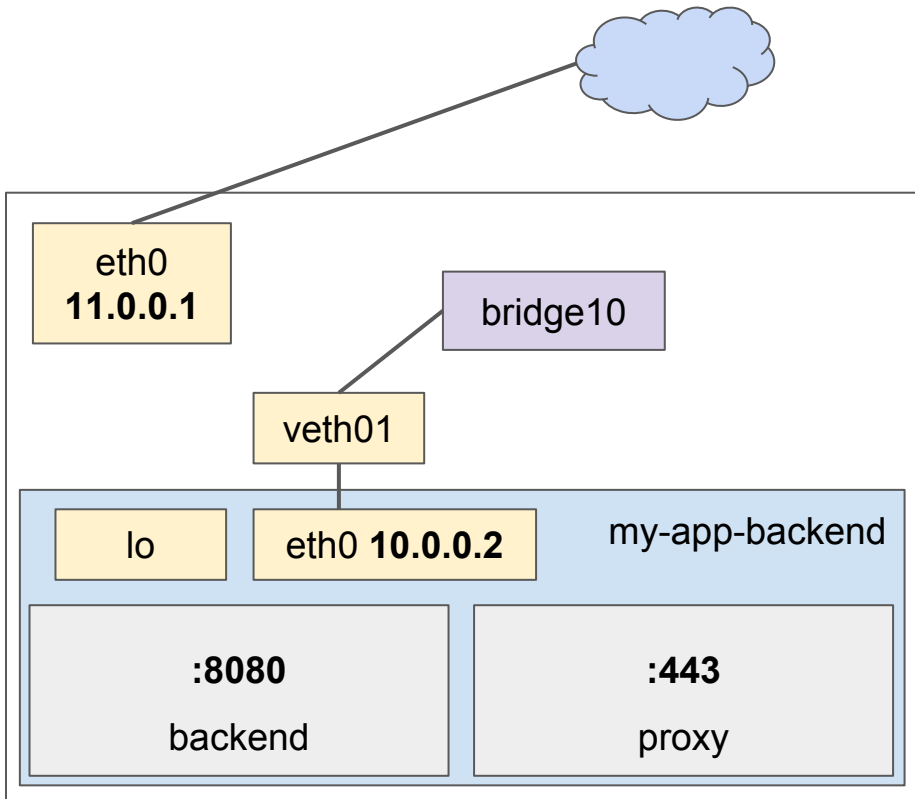 eth0
11.0.0.1
bridge10
veth01
lo
eth0 10.0.0.2
my-app-backend
:8080
backend
:443
proxy